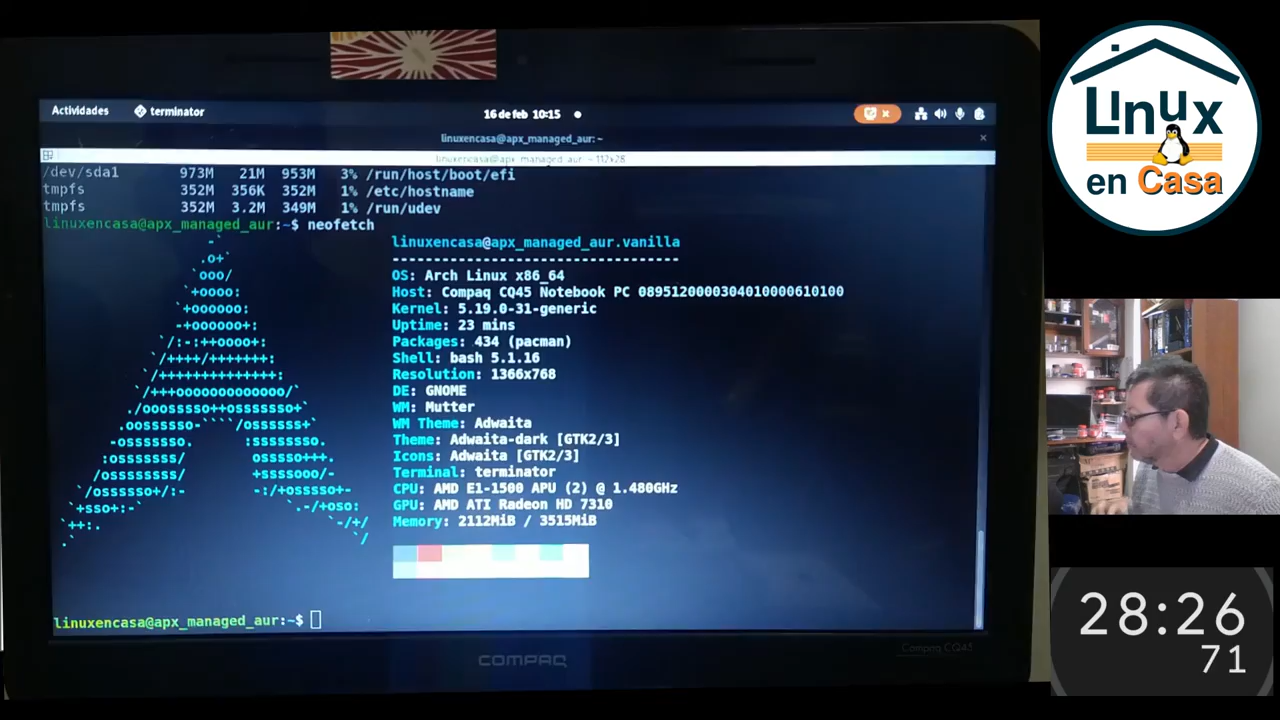 Actividades
terminator
16 de feb 10:15
linuxencasa@apx_managed_aur: ~
linuxencasa@apx_managed_aur: ~ 112x28
/dev/sda1 973M 21M 953M 3% /run/host/boot/efi
tmpfs 352M 356K 352M 1% /etc/hostname
tmpfs 352M 3.2M 349M 1% /run/udev
linuxencasa@apx_managed_aur:~$ neofetch
linuxencasa@apx_managed_aur.vanilla
-----------------------------------
OS: Arch Linux x86_64
Host: Compaq CQ45 Notebook PC 0895120000304010000610100
Kernel: 5.19.0-31-generic
Uptime: 23 mins
Packages: 434 (pacman)
Shell: bash 5.1.16
Resolution: 1366x768
DE: GNOME
WM: Mutter
WM Theme: Adwaita
Theme: Adwaita-dark [GTK2/3]
Icons: Adwaita [GTK2/3]
Terminal: terminator
CPU: AMD E1-1500 APU (2) @ 1.480GHz
GPU: AMD ATI Radeon HD 7310
Memory: 2112MiB / 3515MiB
linuxencasa@apx_managed_aur:~$
COMPAQ
Compaq CQ45
LInux
en Casa
28:26
71